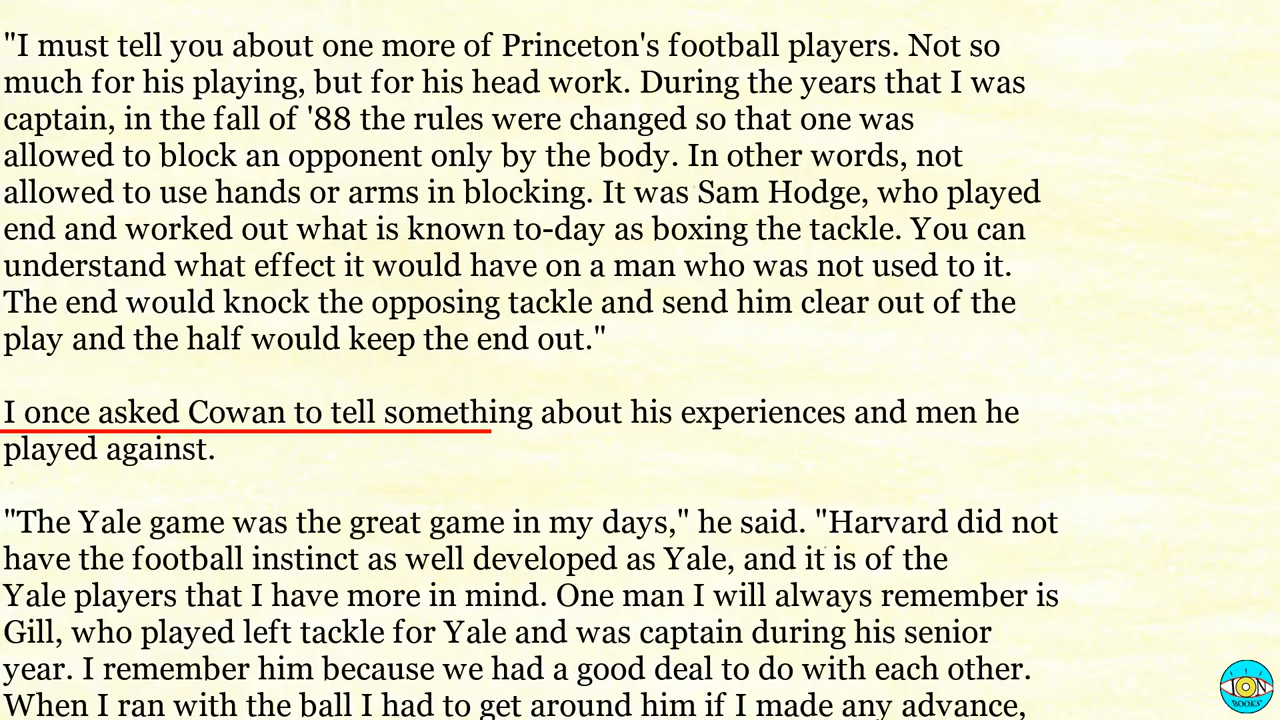 "I must tell you about one more of Princeton's football players. Not so
much for his playing, but for his head work. During the years that I was
captain, in the fall of '88 the rules were changed so that one was
allowed to block an opponent only by the body. In other words, not
allowed to use hands or arms in blocking. It was Sam Hodge, who played
end and worked out what is known to-day as boxing the tackle. You can
understand what effect it would have on a man who was not used to it.
The end would knock the opposing tackle and send him clear out of the
play and the half would keep the end out."
I once asked Cowan to tell something about his experiences and men he
played against.
"The Yale game was the great game in my days," he said. "Harvard did not
have the football instinct as well developed as Yale, and it is of the
Yale players that I have more in mind. One man I will always remember is
Gill, who played left tackle for Yale and was captain during his senior
year. I remember him because we had a good deal to do with each other.
When I ran with the ball I had to get around him if I made any advance,
ION
BOOKS